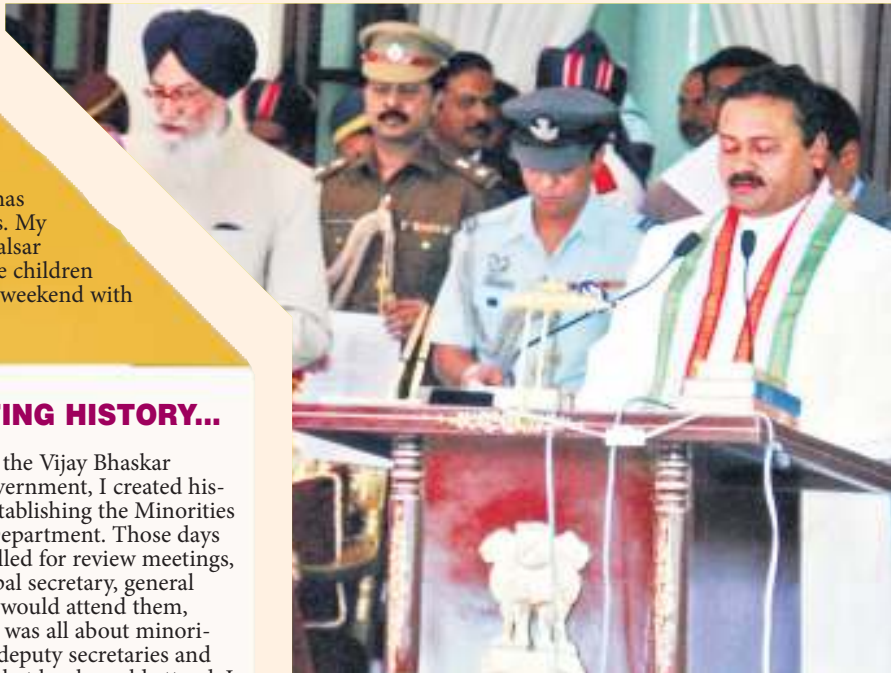 has
s. My
alsar
e children
weekend with
TING HISTORY...
the Vijay Bhaskar
vernment, I created his-
tablishing the Minorities
epartment. Those days
lled for review meetings,
pal secretary, general
would attend them,
was all about minori-
deputy secretaries and